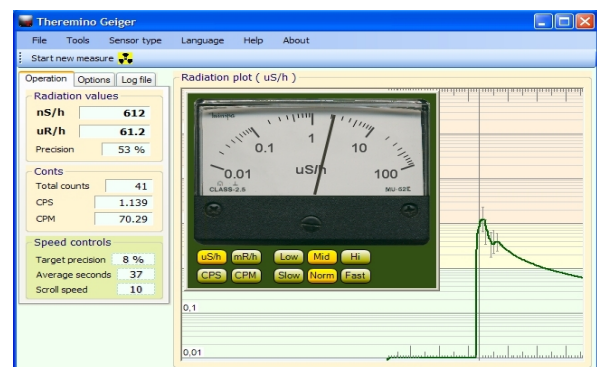 Theremino Geiger
File Tools Sensor type Language Help About
Start new measure
Operation Options Log file
Radiation values
nS/h 612
uR/h 61.2
Precision 53 %
Conts
Total counts 41
CPS 1.139
CPM 70.29
Speed controls
Target precision 8 %
Average seconds 37
Scroll speed 10
Radiation plot ( uS/h )
0.01 0.1 1 10 100
uS/h
CLASS-2.5
uS/h mR/h Low Mid Hi
CPS CPM Slow Norm Fast
0,1
0,01